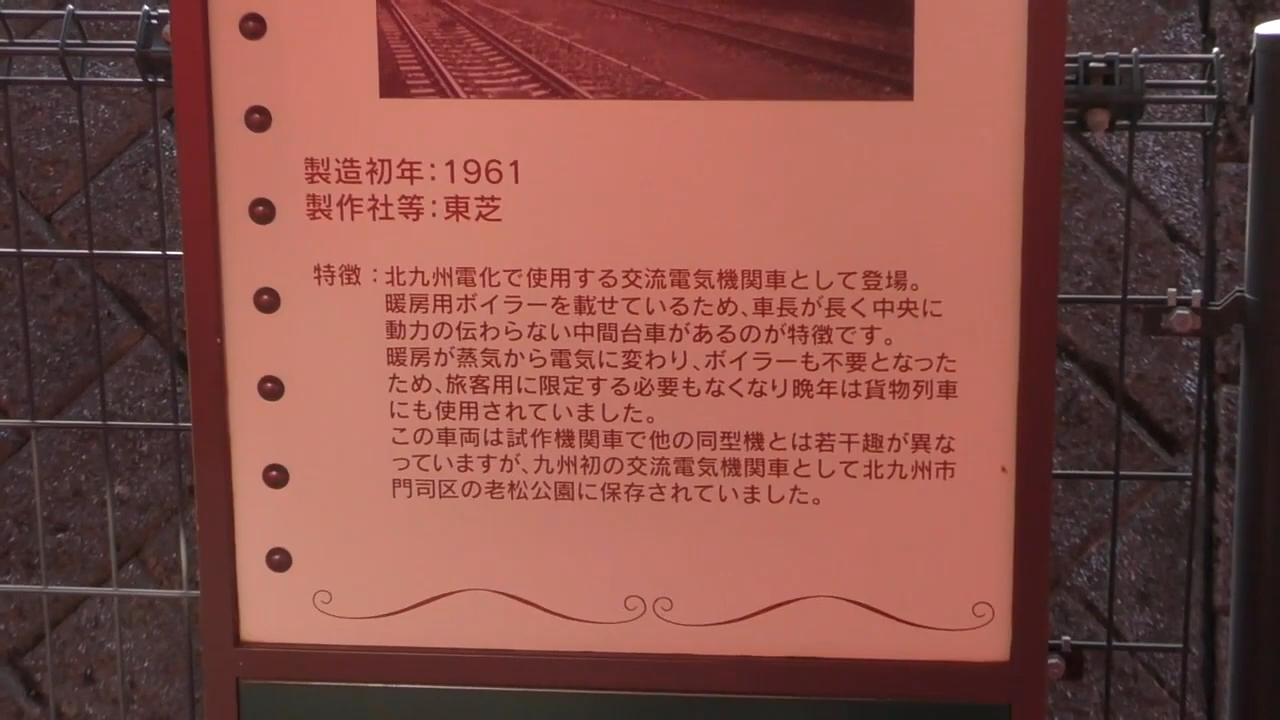 製造初年:1961
製作社等:東芝
特徴:北九州電化で使用する交流電気機関車として登場。
暖房用ボイラーを載せているため、車長が長く中央に
動力の伝わらない中間台車があるのが特徴です。
暖房が蒸気から電気に変わり、ボイラーも不要となった
ため、旅客用に限定する必要もなくなり晩年は貨物列車
にも使用されていました。
この車両は試作機関車で他の同型機とは若干趣が異な
っていますが、九州初の交流電気機関車として北九州市
門司区の老松公園に保存されていました。